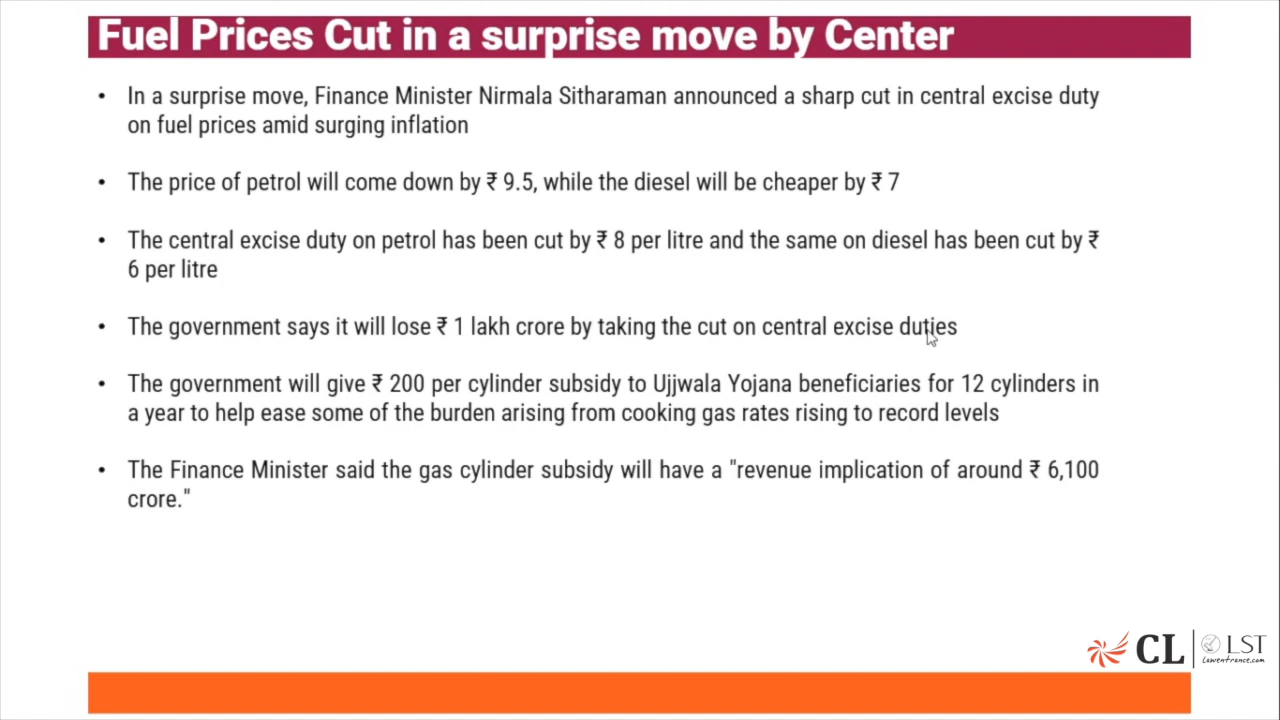 Fuel Prices Cut in a surprise move by Center
• In a surprise move, Finance Minister Nirmala Sitharaman announced a sharp cut in central excise duty
on fuel prices amid surging inflation
• The price of petrol will come down by ₹ 9.5, while the diesel will be cheaper by ₹ 7
• The central excise duty on petrol has been cut by ₹ 8 per litre and the same on diesel has been cut by ₹
6 per litre
• The government says it will lose ₹ 1 lakh crore by taking the cut on central excise duties
• The government will give ₹ 200 per cylinder subsidy to Ujjwala Yojana beneficiaries for 12 cylinders in
a year to help ease some of the burden arising from cooking gas rates rising to record levels
• The Finance Minister said the gas cylinder subsidy will have a "revenue implication of around ₹ 6,100
crore."
CL LST
Lawentrance.com